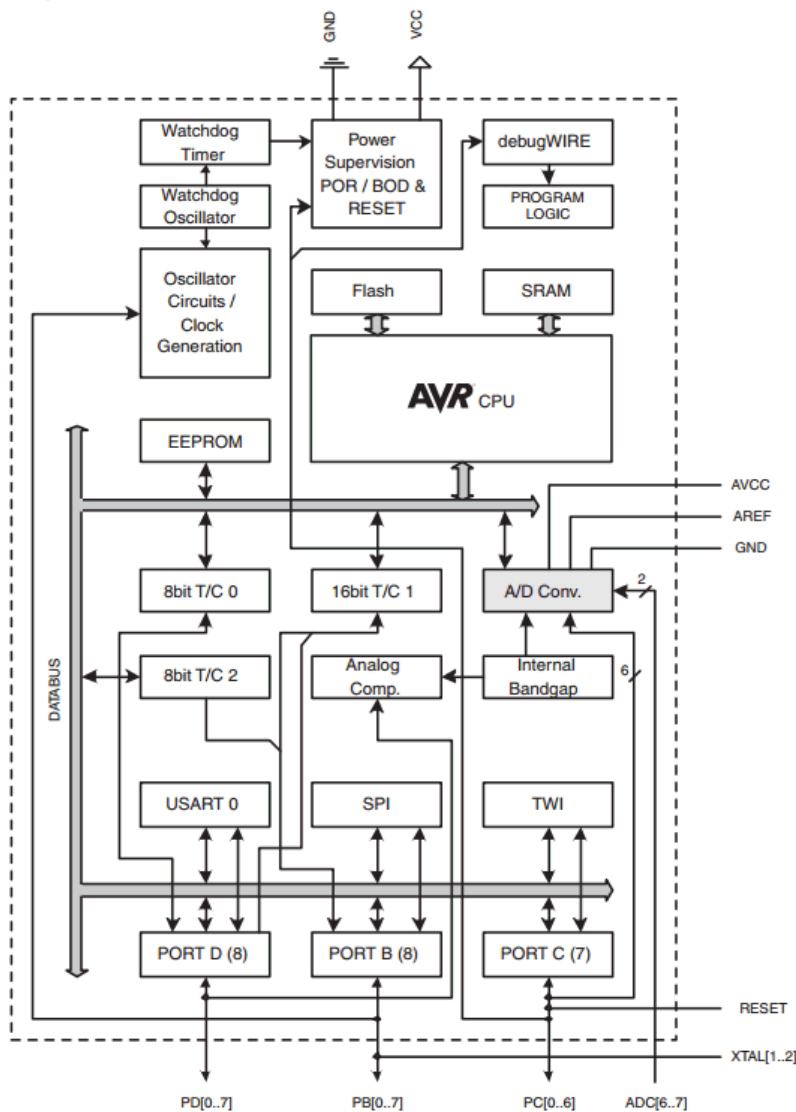 GND
VCC
Watchdog
Timer
Power
Supervision
POR / BOD &
RESET
debugWIRE
Watchdog
Oscillator
PROGRAM
LOGIC
Oscillator
Circuits /
Clock
Generation
Flash
SRAM
AVR CPU
EEPROM
AVCC
AREF
GND
8bit T/C 0
16bit T/C 1
A/D Conv.
2
DATABUS
8bit T/C 2
Analog
Comp.
Internal
Bandgap
6
USART 0
SPI
TWI
PORT D (8)
PORT B (8)
PORT C (7)
RESET
XTAL[1..2]
PD[0..7]
PB[0..7]
PC[0..6]
ADC[6..7]